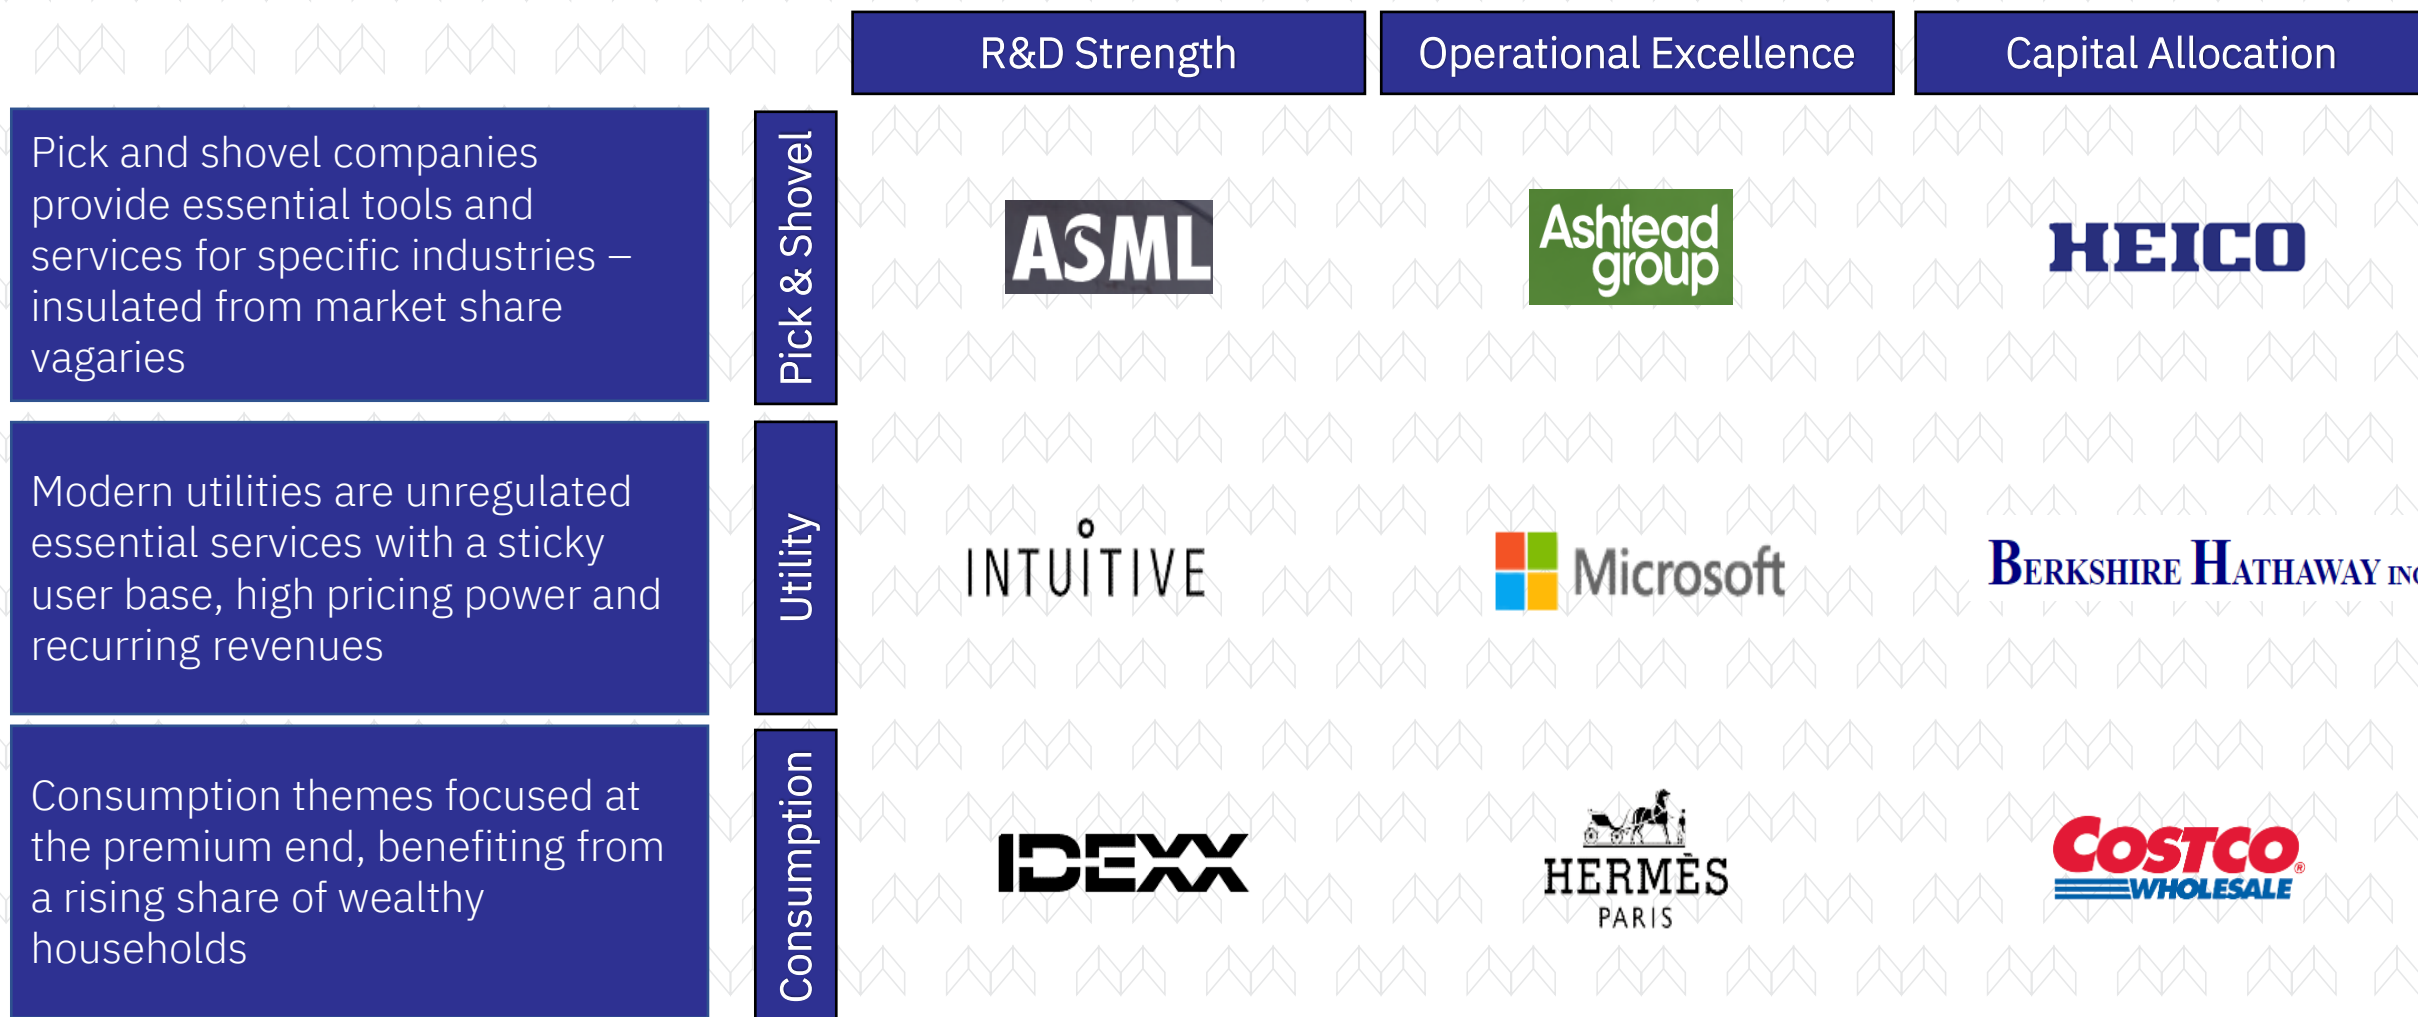 R&D Strength
Operational Excellence
Capital Allocation
Pick and shovel companies
provide essential tools and
services for specific industries –
insulated from market share
vagaries
Pick & Shovel
ASML
Ashtead
group
HEICO
Modern utilities are unregulated
essential services with a sticky
user base, high pricing power and
recurring revenues
Utility
INTUITIVE
Microsoft
BERKSHIRE HATHAWAY INC
Consumption themes focused at
the premium end, benefiting from
a rising share of wealthy
households
Consumption
IDEXX
HERMÈS
PARIS
COSTCO®
WHOLESALE